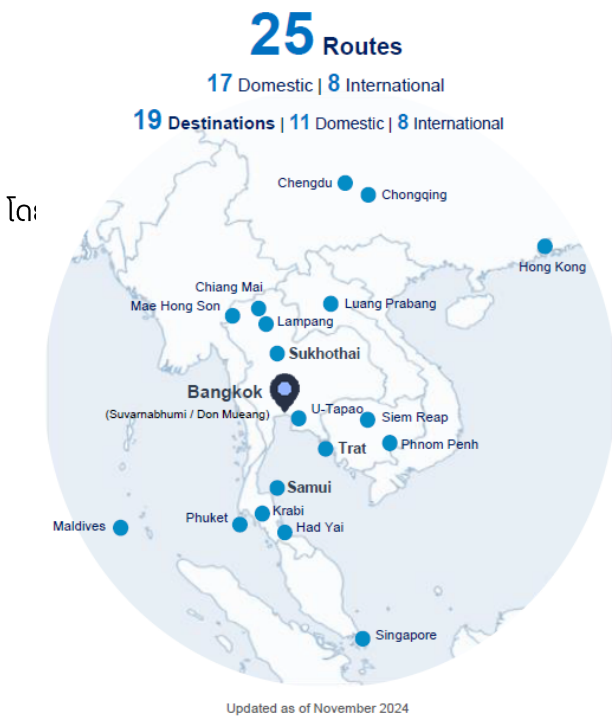 25 Routes
17 Domestic | 8 International
19 Destinations | 11 Domestic | 8 International
Chengdu
Chongqing
Hong Kong
Chiang Mai
Mae Hong Son
Luang Prabang
Lampang
Sukhothai
Bangkok
(Suvarnabhumi / Don Mueang)
U-Tapao
Siem Reap
Trat
Phnom Penh
Samui
Krabi
Phuket
Had Yai
Maldives
Singapore
Updated as of November 2024